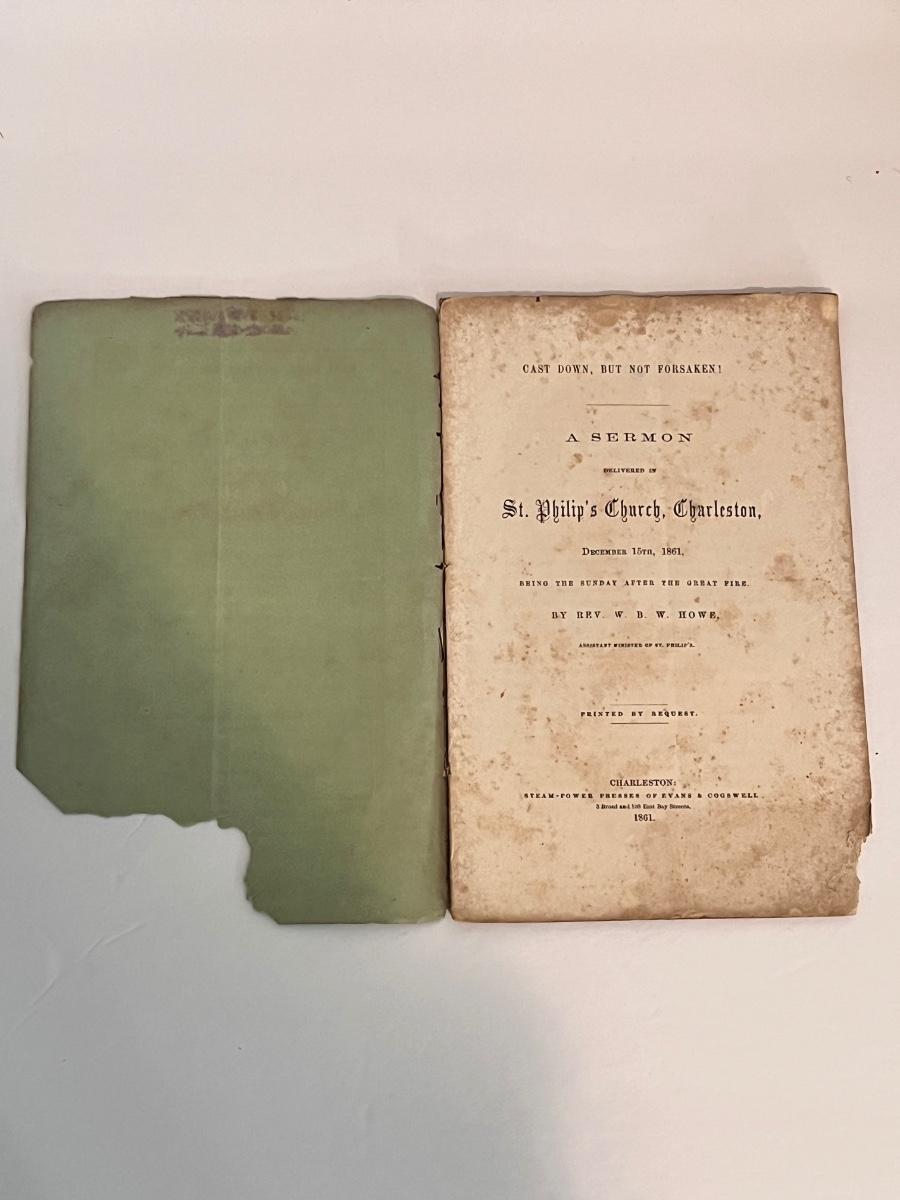 CAST DOWN, BUT NOT FORSAKEN!
A SERMON
DELIVERED IN
St. Philip's Church, Charleston,
DECEMBER 15TH, 1861,
BEING THE SUNDAY AFTER THE GREAT FIRE.
BY REV. W. B. W. HOWE,
ASSISTANT MINISTER OF ST. PHILIP'S.
PRINTED BY REQUEST.
CHARLESTON:
STEAM-POWER PRESSES OF EVANS & COGSWELL
3 Broad and 103 East Bay Streets,
1861.